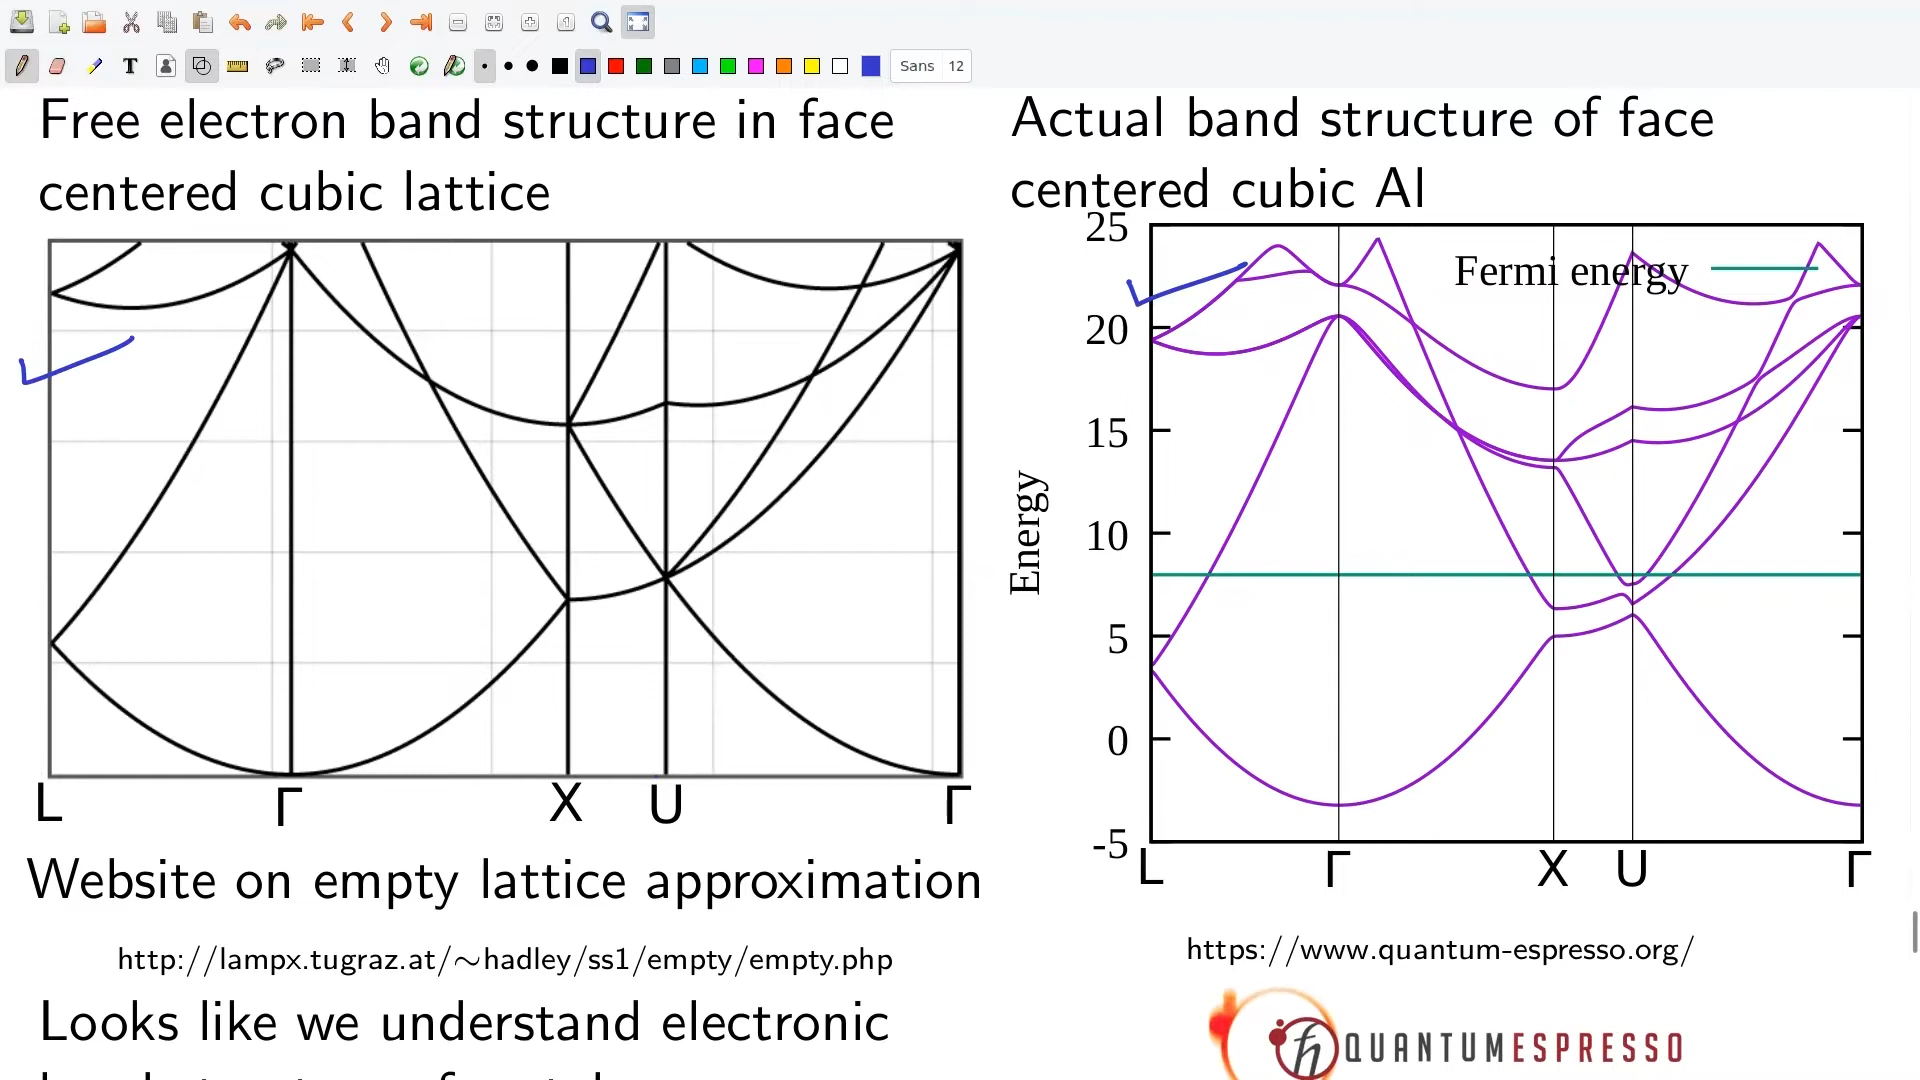 T
Sans 12
Free electron band structure in face
centered cubic lattice
L Γ X U Γ
Website on empty lattice approximation
http://lampx.tugraz.at/~hadley/ss1/empty/empty.php
Looks like we understand electronic
Actual band structure of face
centered cubic Al
25
Fermi energy
20
15
10
5
0
-5
Energy
L Γ X U Γ
https://www.quantum-espresso.org/
ħ QUANTUMESPRESSO